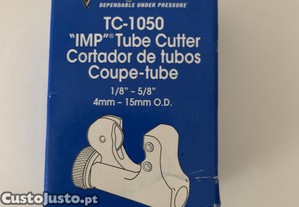 DEPENDABLE UNDER PRESSURE
TC-1050
"IMP"® Tube Cutter
Cortador de tubos
Coupe-tube
1/8" - 5/8"
4mm - 15mm O.D.
CustoJusto.pt